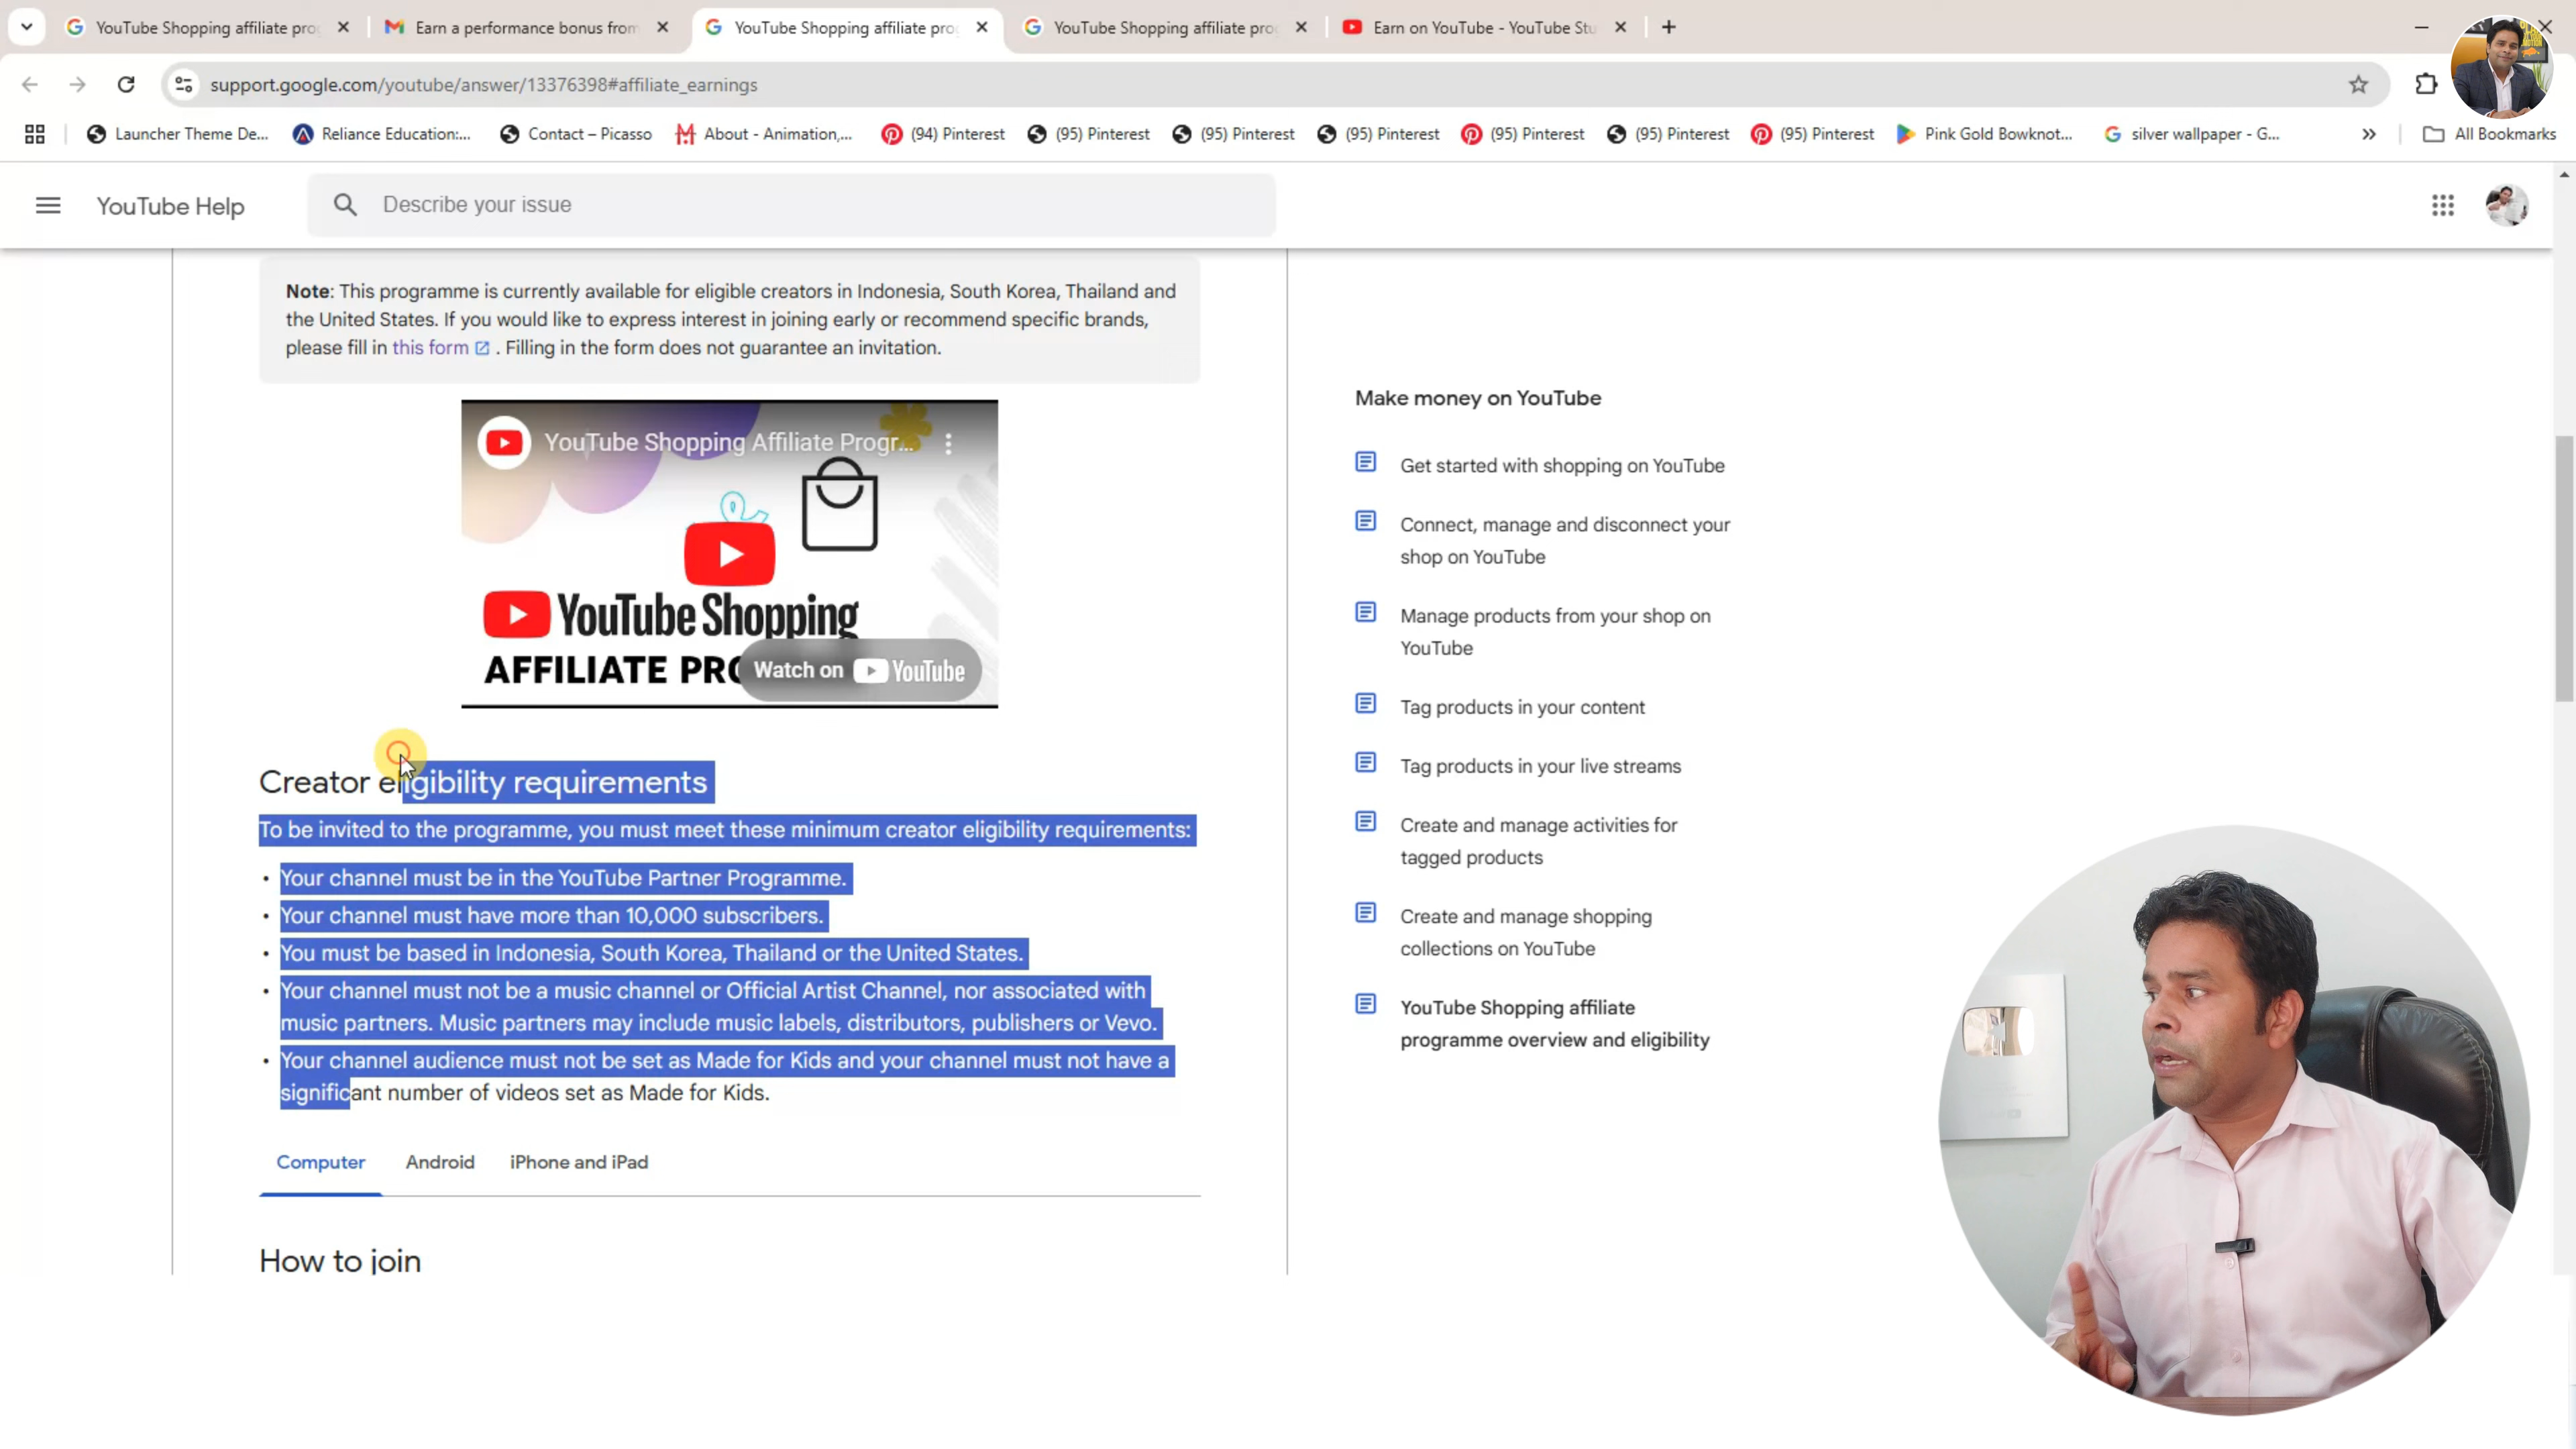 YouTube Shopping affiliate pro
Earn a performance bonus from
YouTube Shopping affiliate pro
YouTube Shopping affiliate pro
Earn on YouTube - YouTube Stu
support.google.com/youtube/answer/13376398#affiliate_earnings
Launcher Theme De...
Reliance Education:...
Contact – Picasso
About - Animation,...
(94) Pinterest
(95) Pinterest
(95) Pinterest
(95) Pinterest
(95) Pinterest
(95) Pinterest
(95) Pinterest
Pink Gold Bowknot...
silver wallpaper - G...
All Bookmarks
YouTube Help
Describe your issue
Note: This programme is currently available for eligible creators in Indonesia, South Korea, Thailand and
the United States. If you would like to express interest in joining early or recommend specific brands,
please fill in this form . Filling in the form does not guarantee an invitation.
YouTube Shopping Affiliate Progr...
YouTube Shopping
AFFILIATE PRO
Watch on YouTube
Creator eligibility requirements
To be invited to the programme, you must meet these minimum creator eligibility requirements:
• Your channel must be in the YouTube Partner Programme.
• Your channel must have more than 10,000 subscribers.
• You must be based in Indonesia, South Korea, Thailand or the United States.
• Your channel must not be a music channel or Official Artist Channel, nor associated with
music partners. Music partners may include music labels, distributors, publishers or Vevo.
• Your channel audience must not be set as Made for Kids and your channel must not have a
significant number of videos set as Made for Kids.
Computer
Android
iPhone and iPad
How to join
Make money on YouTube
Get started with shopping on YouTube
Connect, manage and disconnect your
shop on YouTube
Manage products from your shop on
YouTube
Tag products in your content
Tag products in your live streams
Create and manage activities for
tagged products
Create and manage shopping
collections on YouTube
YouTube Shopping affiliate
programme overview and eligibility